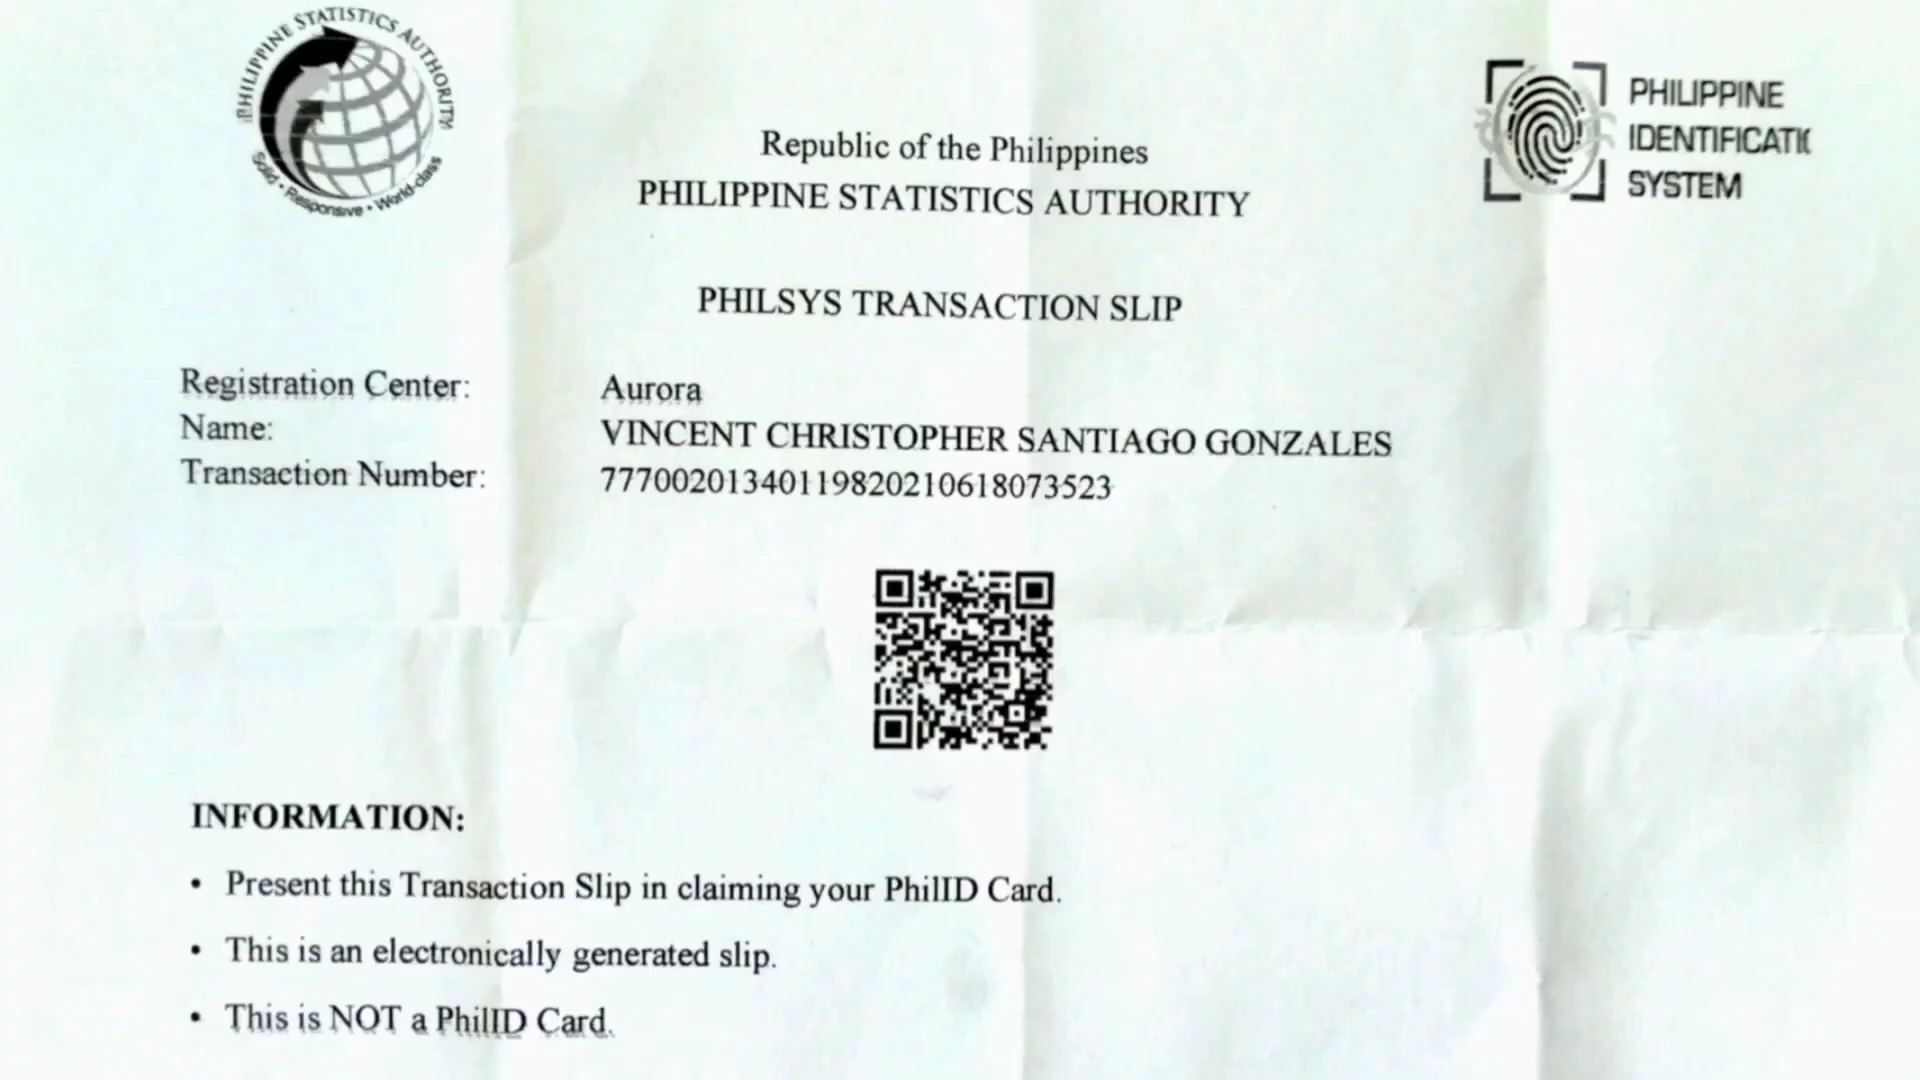 PHILIPPINE STATISTICS AUTHORITY
Solid • Responsive • World-class
PHILIPPINE
IDENTIFICATI
SYSTEM
Republic of the Philippines
PHILIPPINE STATISTICS AUTHORITY
PHILSYS TRANSACTION SLIP
Registration Center: Aurora
Name: VINCENT CHRISTOPHER SANTIAGO GONZALES
Transaction Number: 77700201340119820210618073523
INFORMATION:
• Present this Transaction Slip in claiming your PhilID Card.
• This is an electronically generated slip.
• This is NOT a PhilID Card.